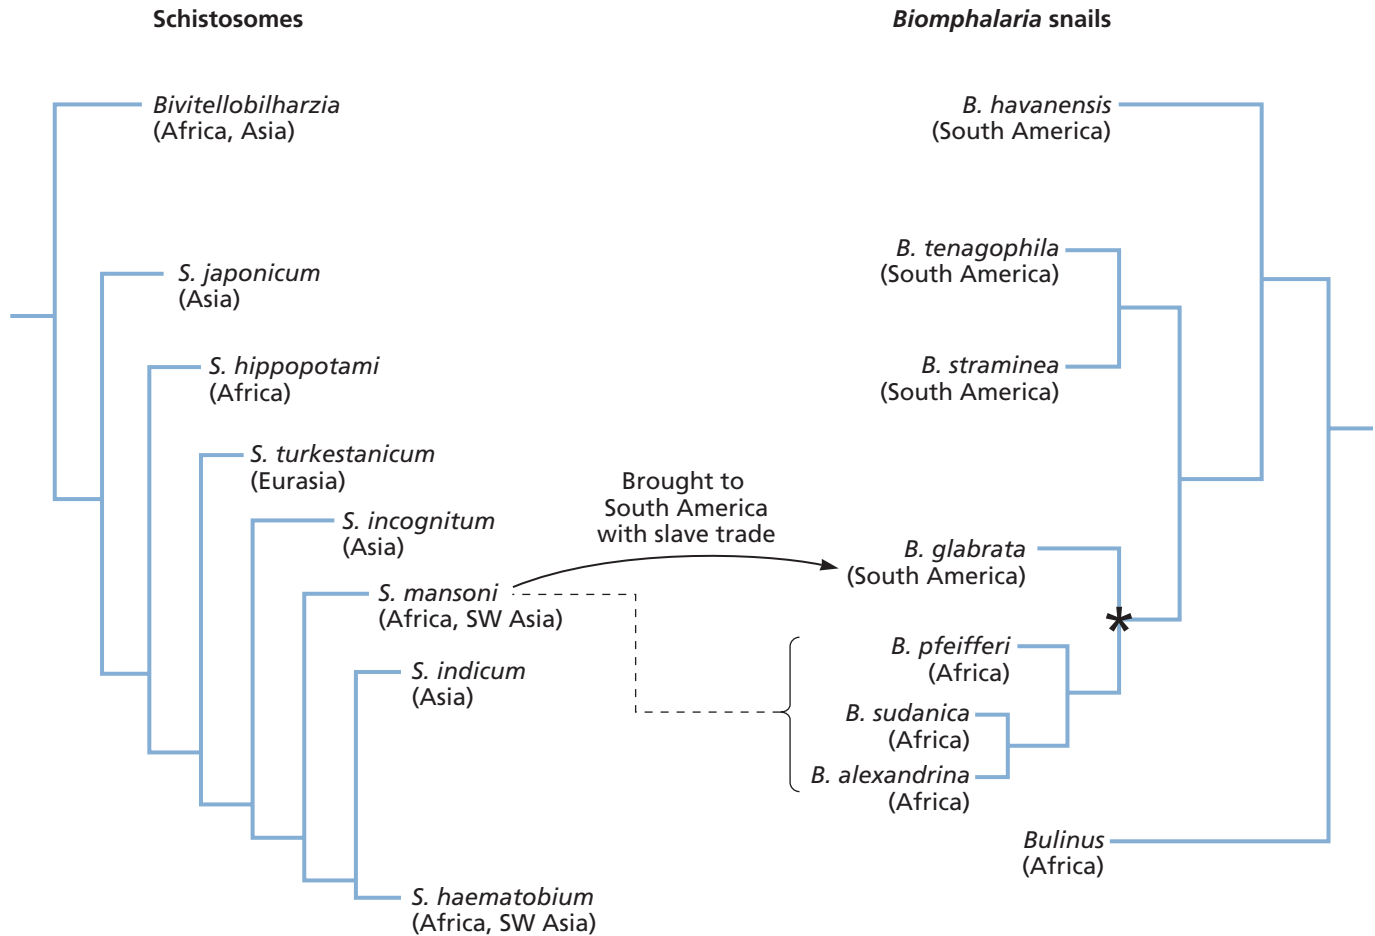 Schistosomes
Biomphalaria snails
Bivitellobilharzia
(Africa, Asia)
S. japonicum
(Asia)
S. hippopotami
(Africa)
S. turkestanicum
(Eurasia)
S. incognitum
(Asia)
S. mansoni
(Africa, SW Asia)
S. indicum
(Asia)
S. haematobium
(Africa, SW Asia)
Brought to
South America
with slave trade
B. havanensis
(South America)
B. tenagophila
(South America)
B. straminea
(South America)
B. glabrata
(South America)
*
B. pfeifferi
(Africa)
B. sudanica
(Africa)
B. alexandrina
(Africa)
Bulinus
(Africa)